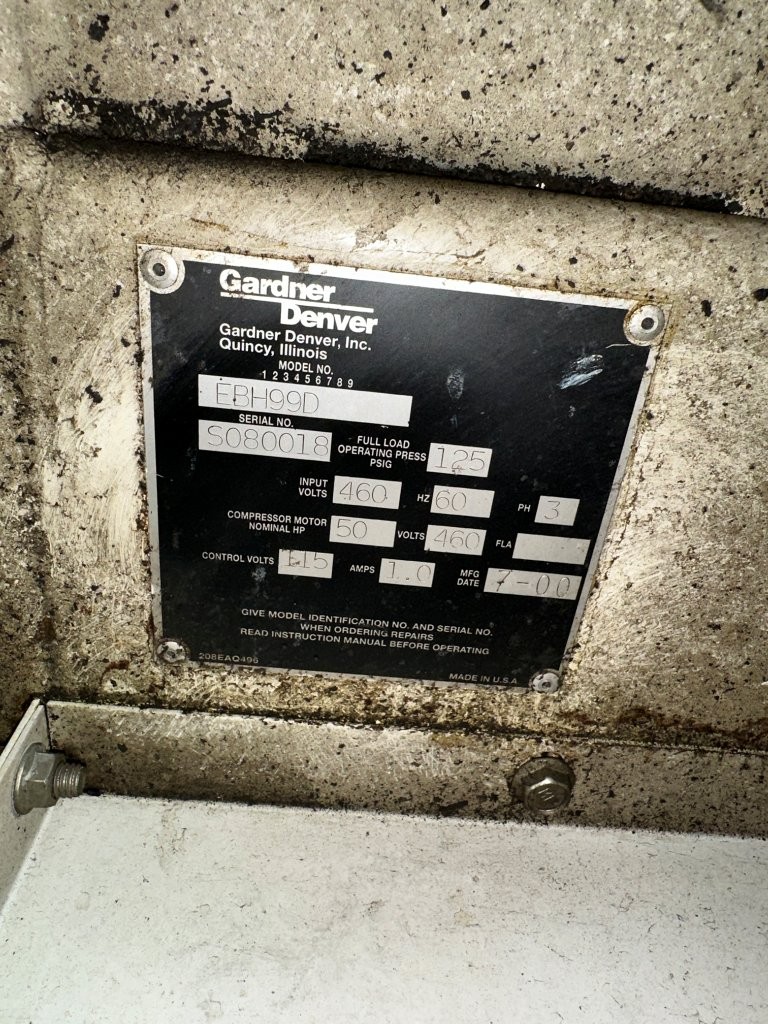 Gardner
Denver
Gardner Denver, Inc.
Quincy, Illinois
MODEL NO.
1 2 3 4 5 6 7 8 9
EBH99D
SERIAL NO.
S080018 FULL LOAD OPERATING PRESS PSIG 125
INPUT VOLTS 460 HZ 60 PH 3
COMPRESSOR MOTOR NOMINAL HP 50 VOLTS 460 FLA
CONTROL VOLTS 115 AMPS 1.0 MFG DATE 7-00
GIVE MODEL IDENTIFICATION NO. AND SERIAL NO.
WHEN ORDERING REPAIRS
READ INSTRUCTION MANUAL BEFORE OPERATING
208EAQ496 MADE IN U.S.A.